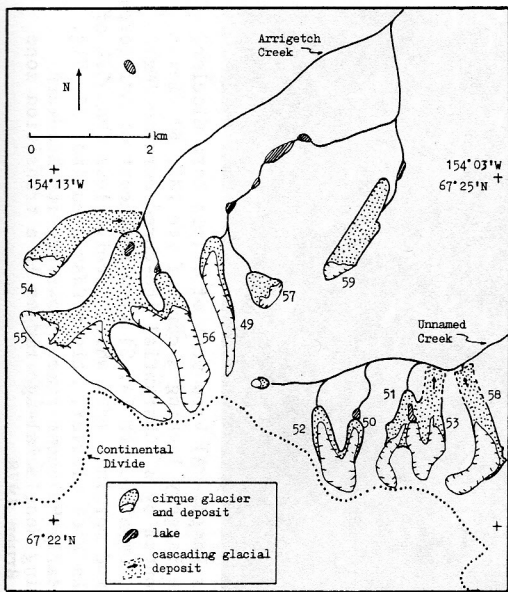 Arrigetch
Creek
N
km
0 2
154°13'W
154°03'W
67°25'N
54
55
56
49
57
59
Unnamed
Creek
51
58
52
50
53
Continental
Divide
cirque glacier
and deposit
lake
cascading glacial
deposit
67°22'N